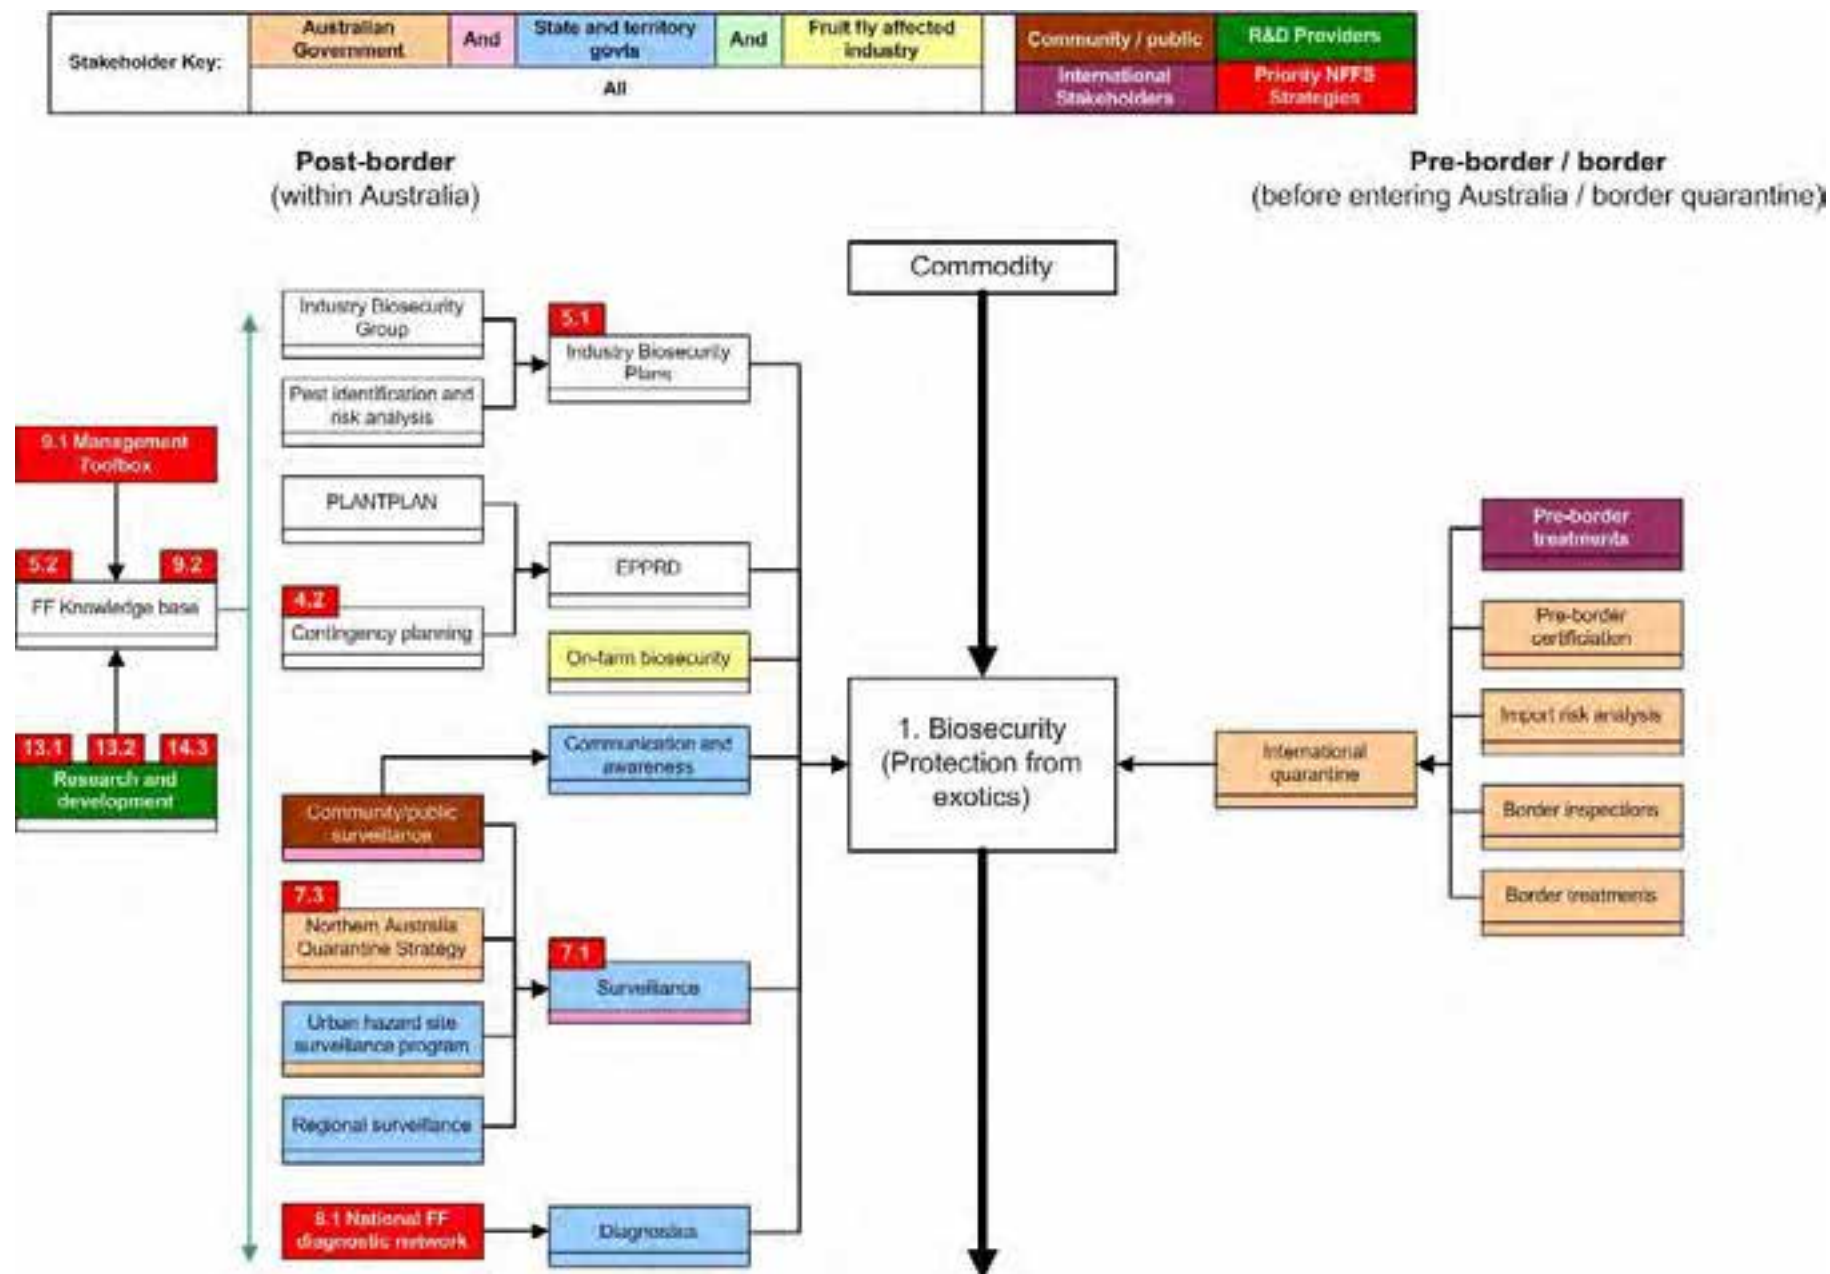 Stakeholder Key:
Australian
Government
And
State and territory
govts
And
Fruit fly affected
industry
All
Community / public
R&D Providers
International
Stakeholders
Priority NFFS
Strategies
Post-border
(within Australia)
Pre-border / border
(before entering Australia / border quarantine)
Commodity
Industry Biosecurity
Group
Pest identification and
risk analysis
5.1
Industry Biosecurity
Plans
9.1 Management
Toolbox
5.2
9.2
FF Knowledge base
13.1
13.2
14.3
Research and
development
PLANTPLAN
4.2
Contingency planning
EPPRD
On-farm biosecurity
Communication and
awareness
Community/public
surveillance
7.3
Northern Australia
Quarantine Strategy
7.1
Surveillance
Urban hazard site
surveillance program
Regional surveillance
8.1 National FF
diagnostic network
Diagnostics
1. Biosecurity
(Protection from
exotics)
International
quarantine
Pre-border
treatments
Pre-border
certificiation
Import risk analysis
Border inspections
Border treatments